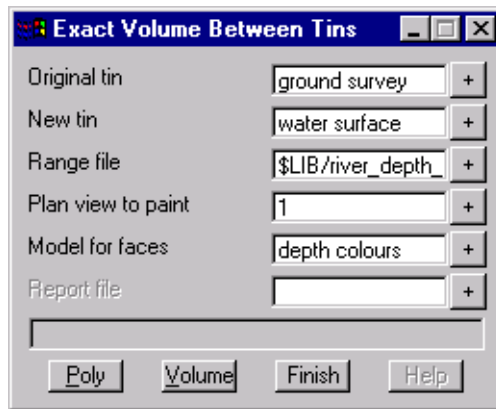 Exact Volume Between Tins
Original tin ground survey +
New tin water surface +
Range file $LIB/river_depth_ +
Plan view to paint 1 +
Model for faces depth colours +
Report file +
Poly Volume Finish Help